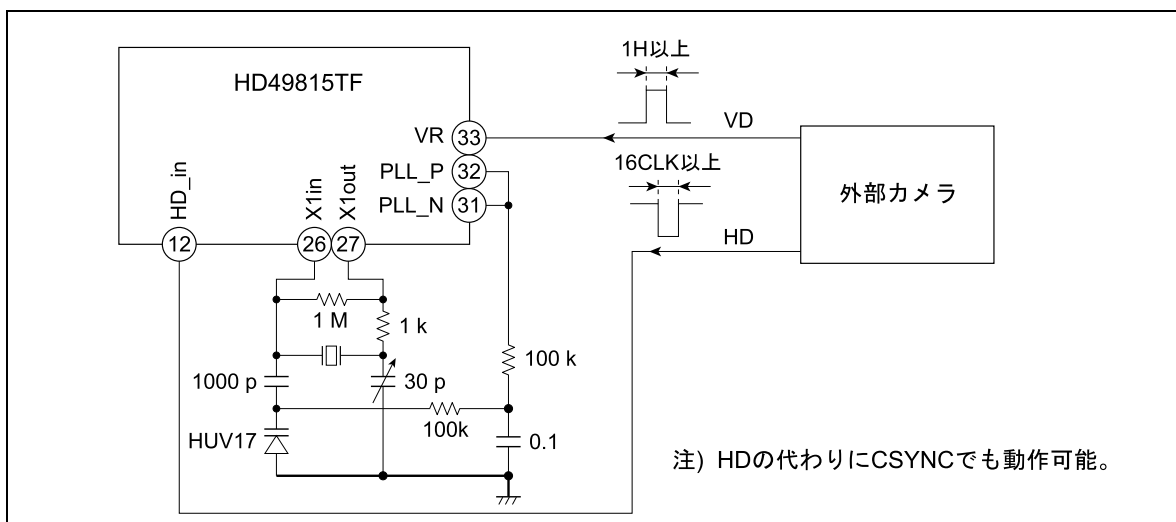 1H以上
HD49815TF
VR 33
VD
PLL_P 32
16CLK以上
PLL_N 31
外部カメラ
HD_in
X1in
X1out
12
26
27
HD
1 M
1 k
100 k
1000 p
30 p
100k
HUV17
0.1
注) HDの代わりにCSYNCでも動作可能。